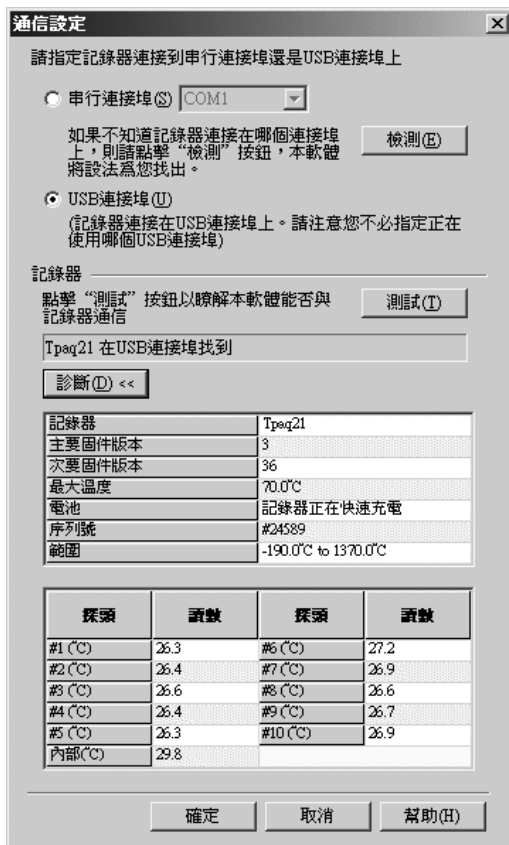 通信設定
請指定記錄器連接到串行連接埠還是USB連接埠上
串行連接埠(S) COM1
如果不知道記錄器連接在哪個連接埠
上，則請點擊“檢測”按鈕，本軟體
將設法爲您找出。
檢測(E)
USB連接埠(U)
(記錄器連接在USB連接埠上。請注意您不必指定正在
使用哪個USB連接埠)
記錄器
點擊“測試”按鈕以瞭解本軟體能否與
記錄器通信
測試(T)
Tpaq21 在USB連接埠找到
診斷(D) <<
記錄器 Tpaq21
主要固件版本 3
次要固件版本 36
最大溫度 70.0˚C
電池 記錄器正在快速充電
序列號 #24589
範圍 -190.0˚C to 1370.0˚C
探頭 讀數 探頭 讀數
#1 (˚C) 26.3 #6 (˚C) 27.2
#2 (˚C) 26.4 #7 (˚C) 26.9
#3 (˚C) 26.6 #8 (˚C) 26.6
#4 (˚C) 26.4 #9 (˚C) 26.7
#5 (˚C) 26.3 #10 (˚C) 26.9
內部(˚C) 29.8
確定 取消 幫助(H)